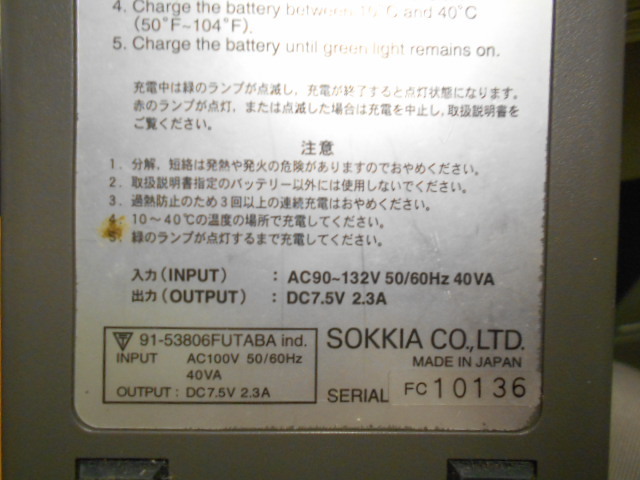 4. Charge the battery between 10°C and 40°C
(50°F~104°F).
5. Charge the battery until green light remains on.
充電中は緑のランプが点滅し、充電が終了すると点灯状態になります。
赤のランプが点灯、または点滅した場合は充電を中止し、取扱説明書を
ご覧ください。
注意
1. 分解、短絡は発熱や発火の危険がありますのでおやめください。
2. 取扱説明書指定のバッテリー以外には使用しないでください。
3. 過熱防止のため3回以上の連続充電はおやめください。
4. 10~40℃の温度の場所で充電してください。
5. 緑のランプが点灯するまで充電してください。
入力(INPUT) : AC90~132V 50/60Hz 40VA
出力(OUTPUT) : DC7.5V 2.3A
91-53806FUTABA ind.
INPUT AC100V 50/60Hz
40VA
OUTPUT : DC7.5V 2.3A
SOKKIA CO.,LTD.
MADE IN JAPAN
SERIAL FC10136